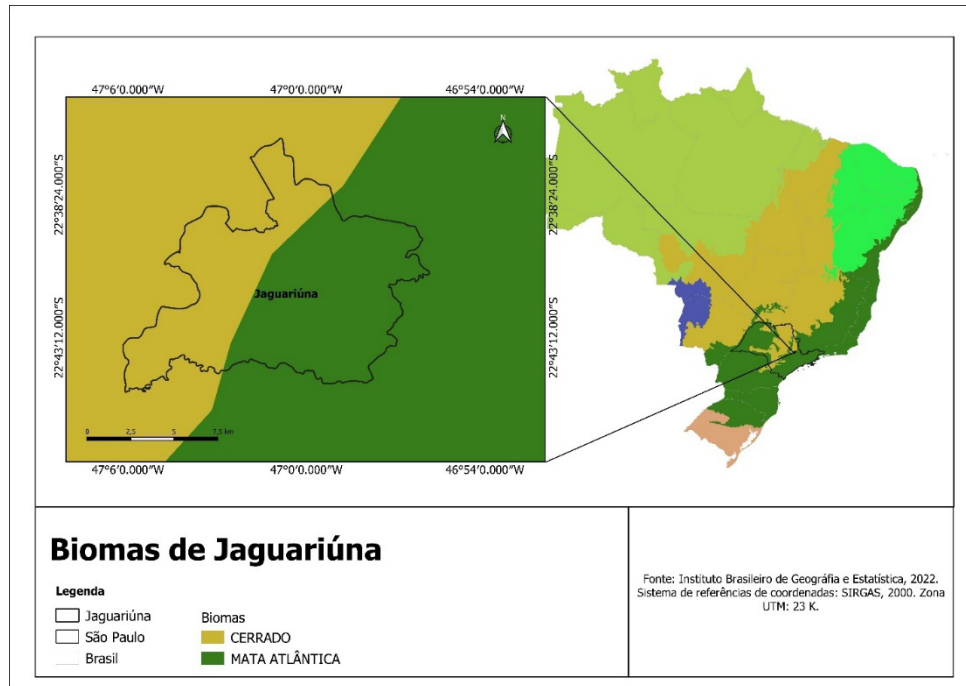 47°6'0.000"W 47°0'0.000"W 46°54'0.000"W
N
22°38'24.000"S
22°38'24.000"S
Jaguariúna
22°43'12.000"S
22°43'12.000"S
0 2,5 5 7,5 km
47°6'0.000"W 47°0'0.000"W 46°54'0.000"W
Biomas de Jaguariúna
Legenda
Jaguariúna
São Paulo
Brasil
Biomas
CERRADO
MATA ATLÂNTICA
Fonte: Instituto Brasileiro de Geográfia e Estatística, 2022.
Sistema de referências de coordenadas: SIRGAS, 2000. Zona
UTM: 23 K.